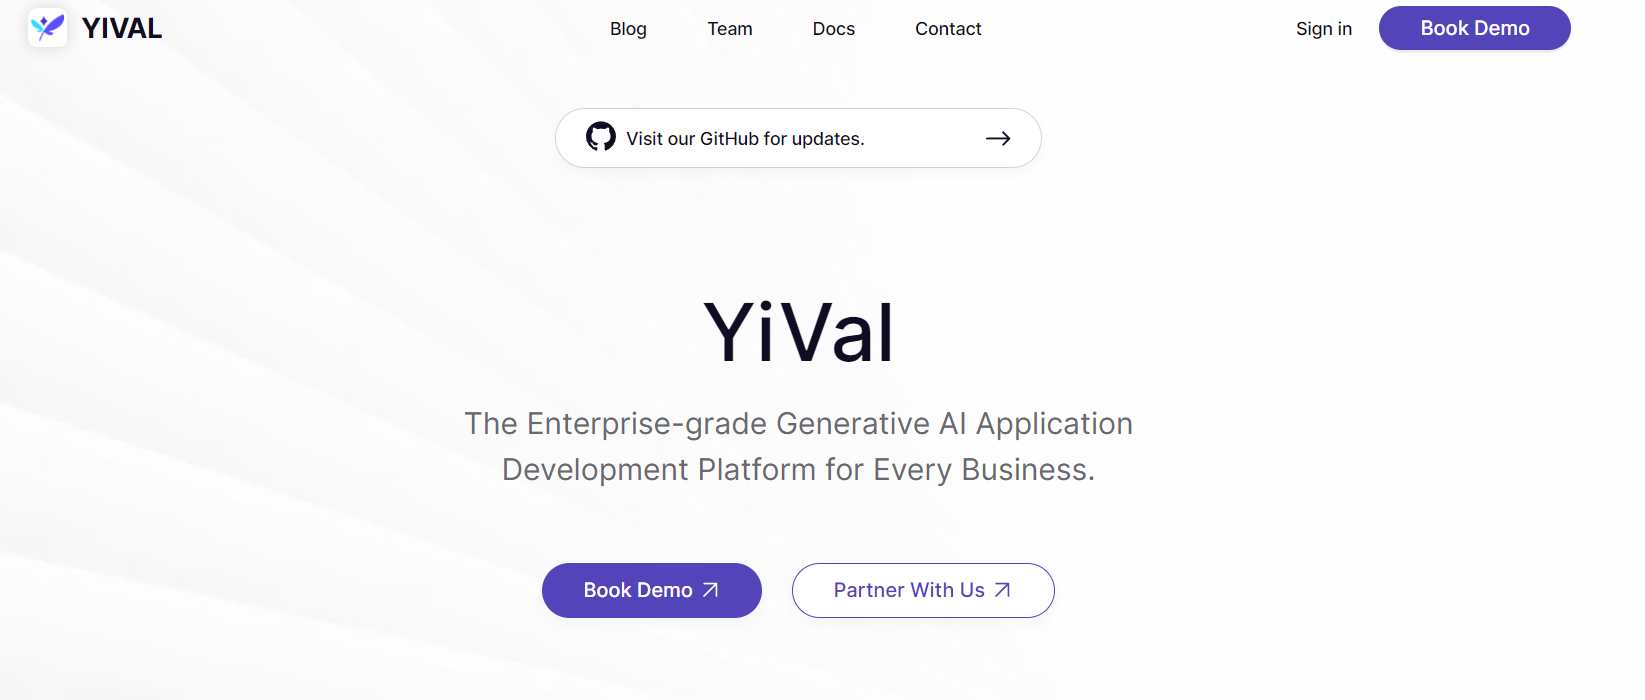 YIVAL
Blog
Team
Docs
Contact
Sign in
Book Demo
Visit our GitHub for updates.
YiVal
The Enterprise-grade Generative AI Application
Development Platform for Every Business.
Book Demo
Partner With Us